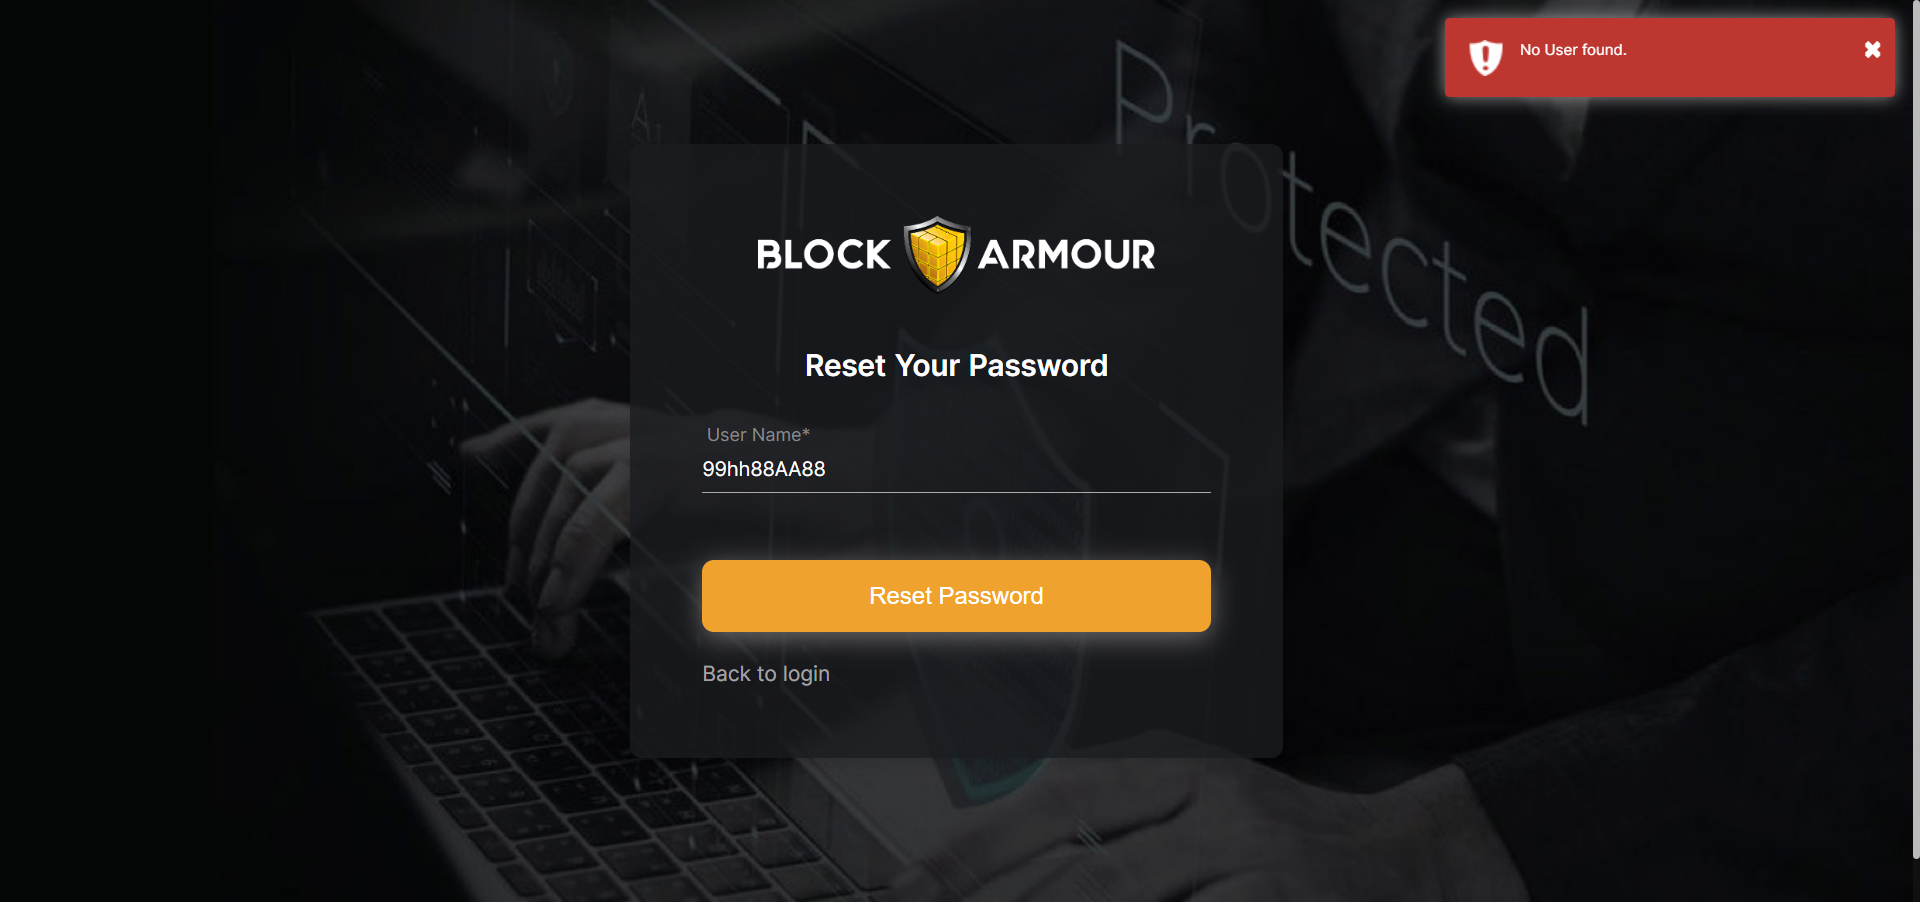 No User found.
Protected
BLOCK ARMOUR
Reset Your Password
User Name*
99hh88AA88
Reset Password
Back to login